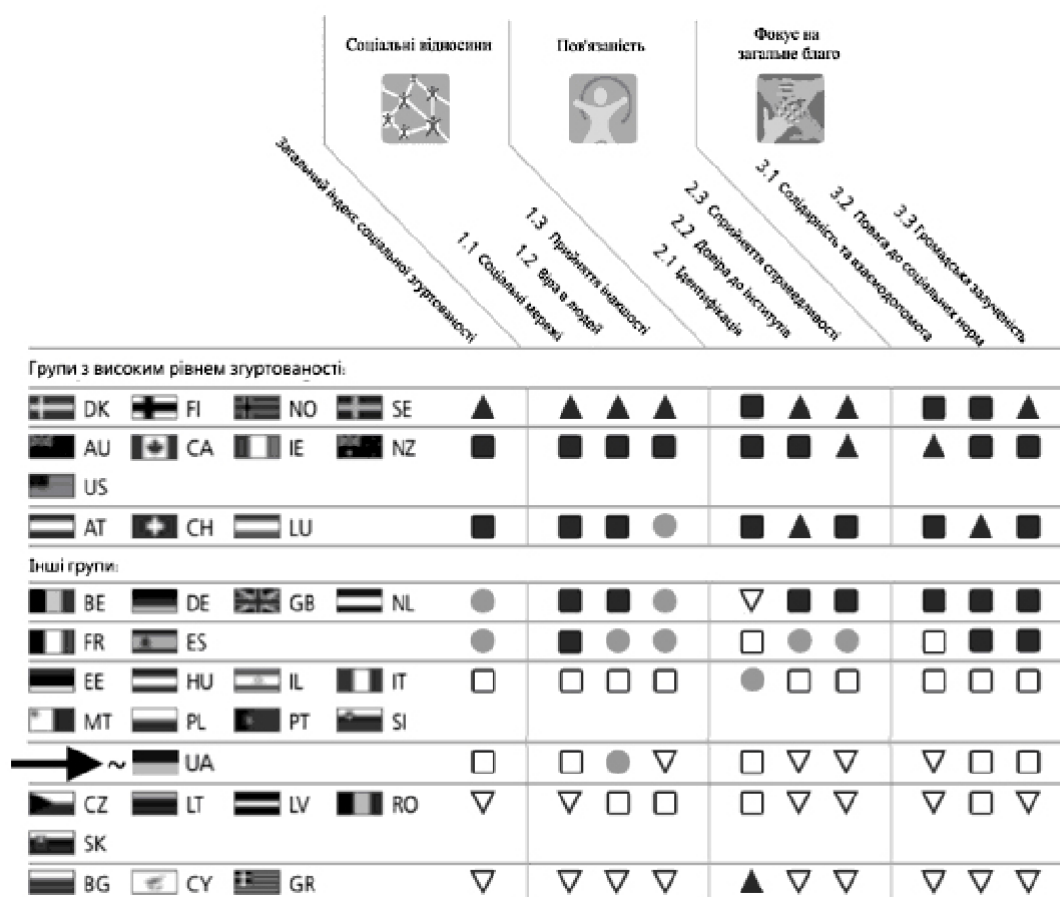 Соціальні відносини
Пов'язаність
Фокус на
загальне благо
Загальний індекс соціальної згуртованості
1.1 Соціальні мережі
1.2 Віра в людей
1.3 Прийняття інакшості
2.1 Ідентифікація
2.2 Довіра до інститутів
2.3 Сприйняття справедливості
3.1 Солідарність та взаємодопомога
3.2 Повага до соціальних норм
3.3 Громадська залученість
Групи з високим рівнем згуртованості:
DK FI NO SE
AU CA IE NZ
US
AT CH LU
Інші групи:
BE DE GB NL
FR ES
EE HU IL IT
MT PL PT SI
~ UA
CZ LT LV RO
SK
BG CY GR